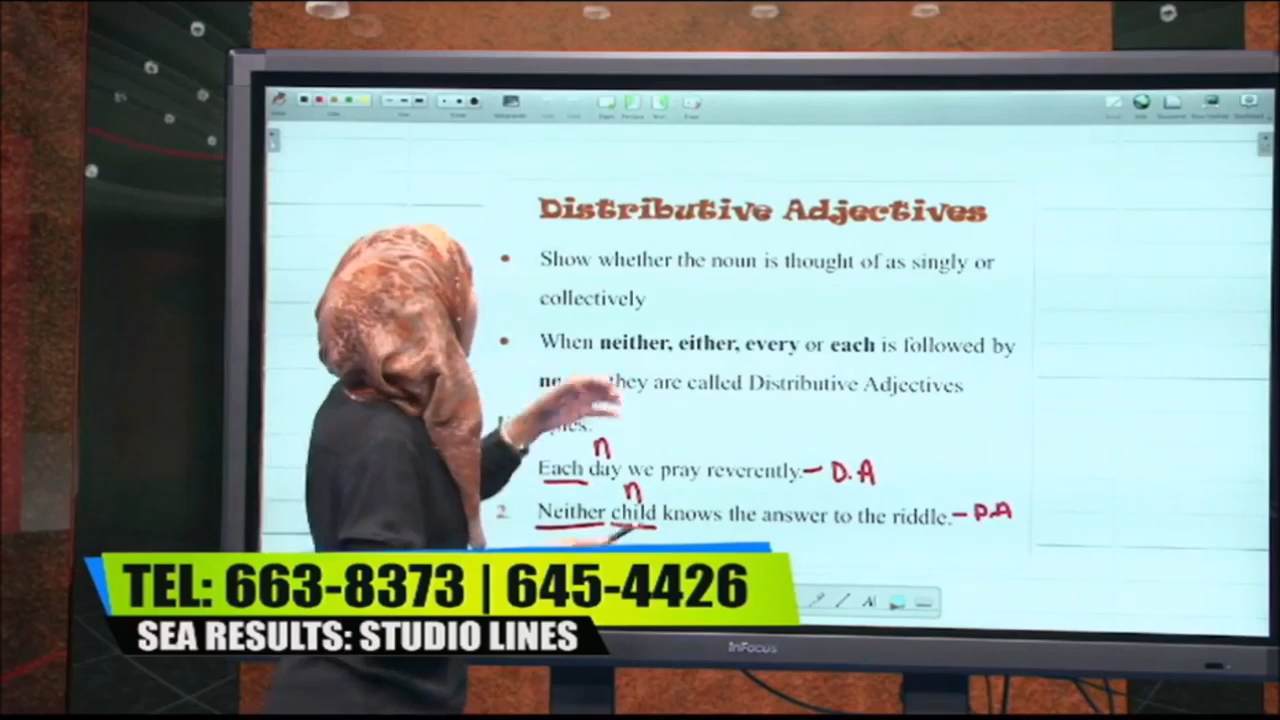 Distributive Adjectives
• Show whether the noun is thought of as singly or
collectively
• When neither, either, every or each is followed by
they are called Distributive Adjectives
n
Each day we pray reverently. – D.A
n
2. Neither child knows the answer to the riddle. – D.A
TEL: 663-8373 | 645-4426
SEA RESULTS: STUDIO LINES
InFocus